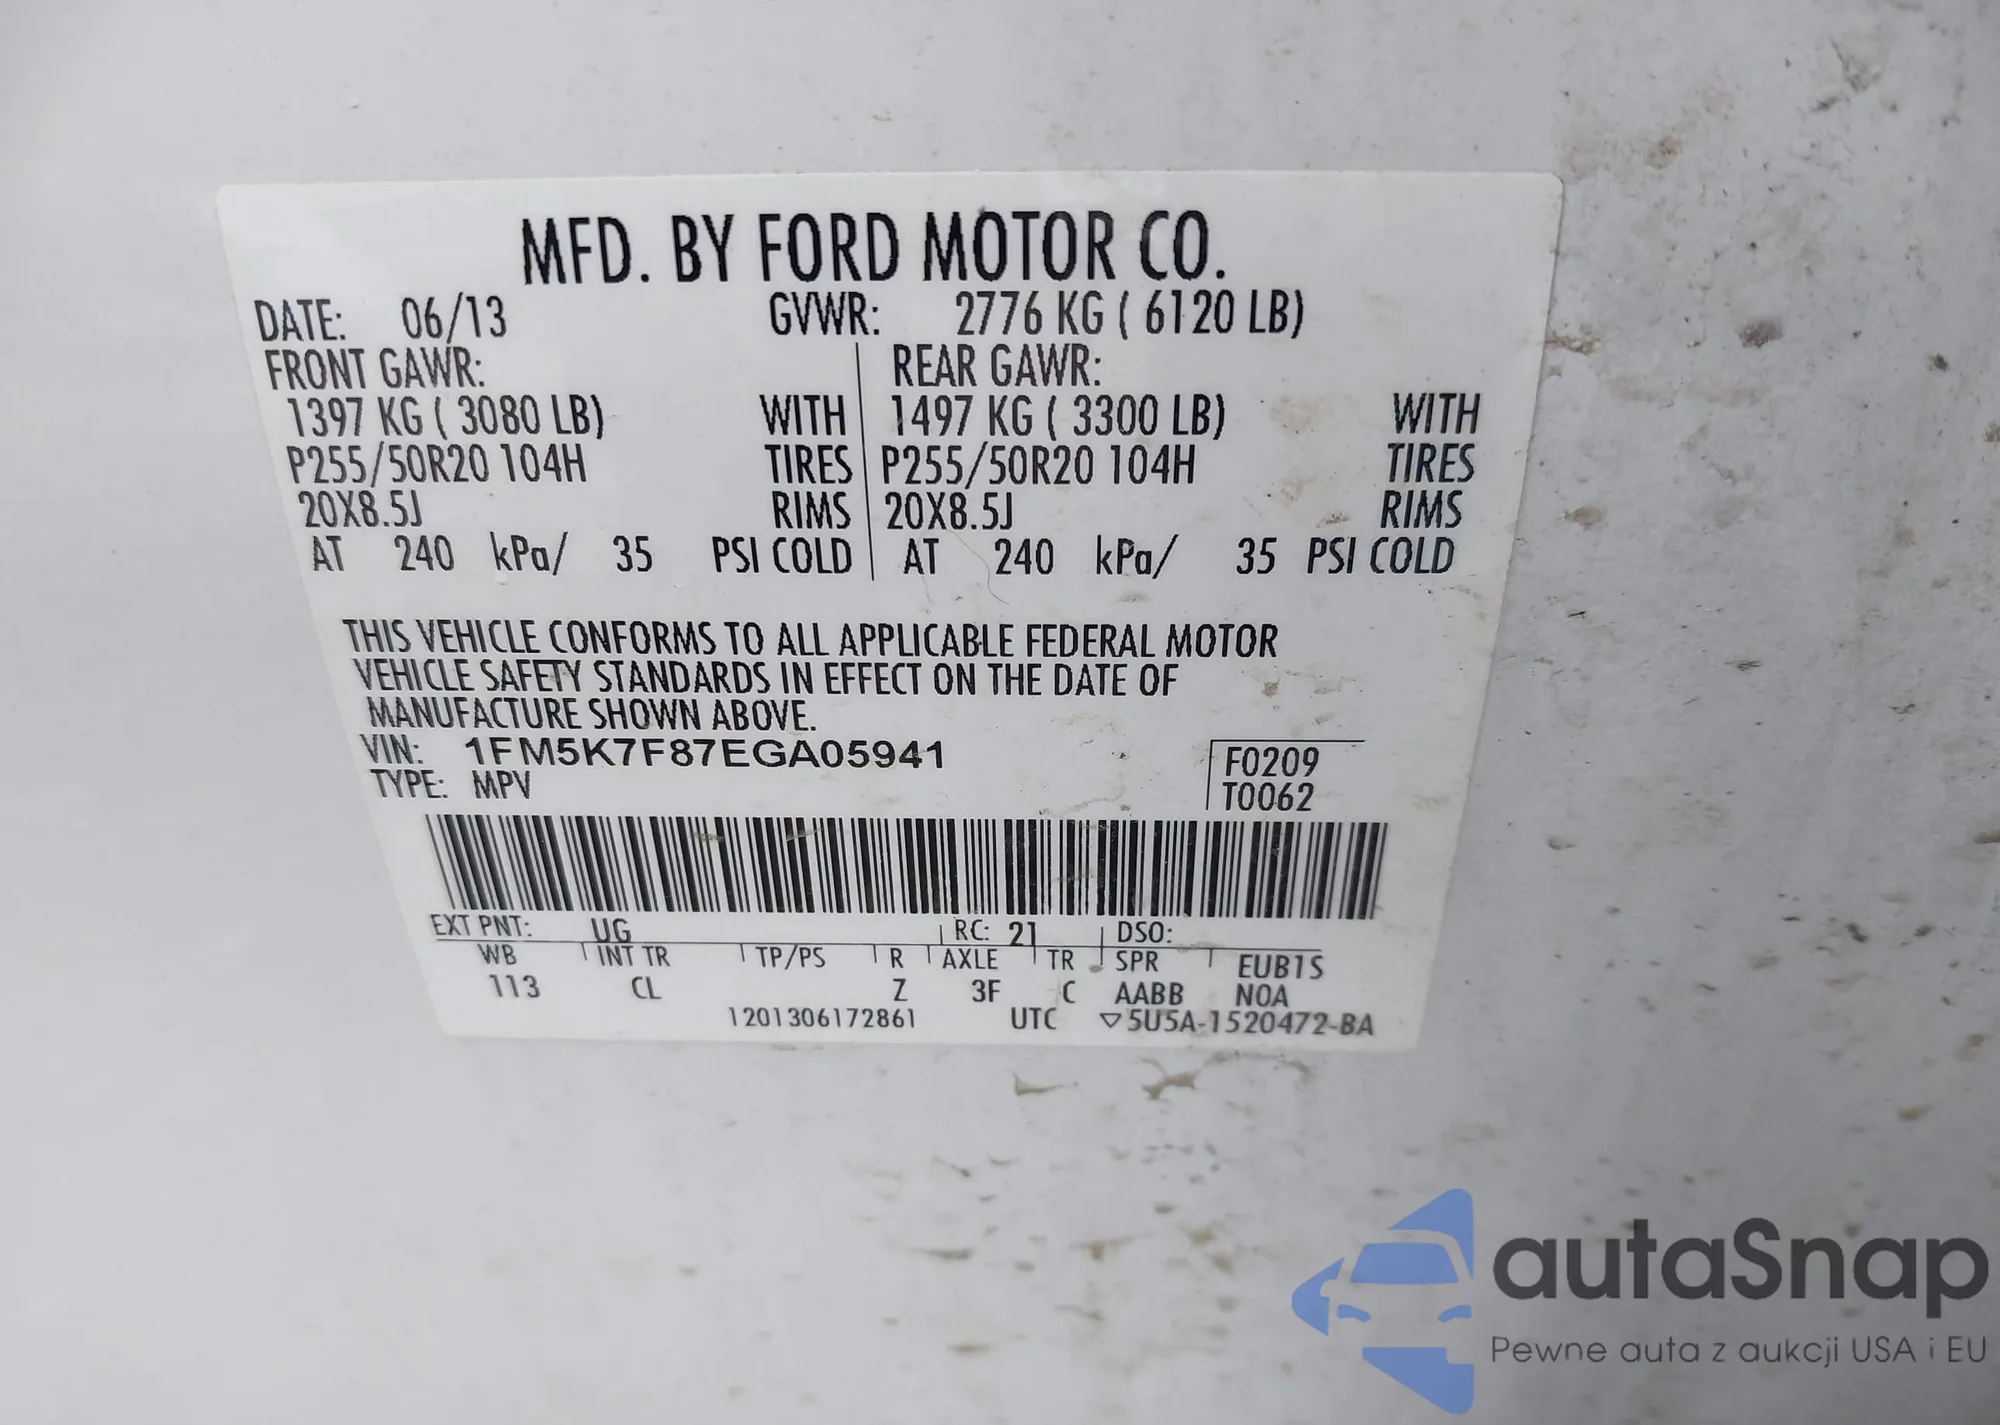 MFD. BY FORD MOTOR CO.
DATE: 06/13 GVWR: 2776 KG ( 6120 LB)
FRONT GAWR: REAR GAWR:
1397 KG ( 3080 LB) WITH 1497 KG ( 3300 LB) WITH
P255/50R20 104H TIRES P255/50R20 104H TIRES
20X8.5J RIMS 20X8.5J RIMS
AT 240 kPa/ 35 PSI COLD AT 240 kPa/ 35 PSI COLD
THIS VEHICLE CONFORMS TO ALL APPLICABLE FEDERAL MOTOR
VEHICLE SAFETY STANDARDS IN EFFECT ON THE DATE OF
MANUFACTURE SHOWN ABOVE.
VIN: 1FM5K7F87EGA05941 F0209
TYPE: MPV T0062
EXT PNT: UG RC: 21 DSO:
WB INT TR TP/PS R AXLE TR SPR EUB1S
113 CL Z 3F C AABB NOA
1201306172861 UTC ▽5U5A-1520472-BA
autaSnap
Pewne auta z aukcji USA i EU